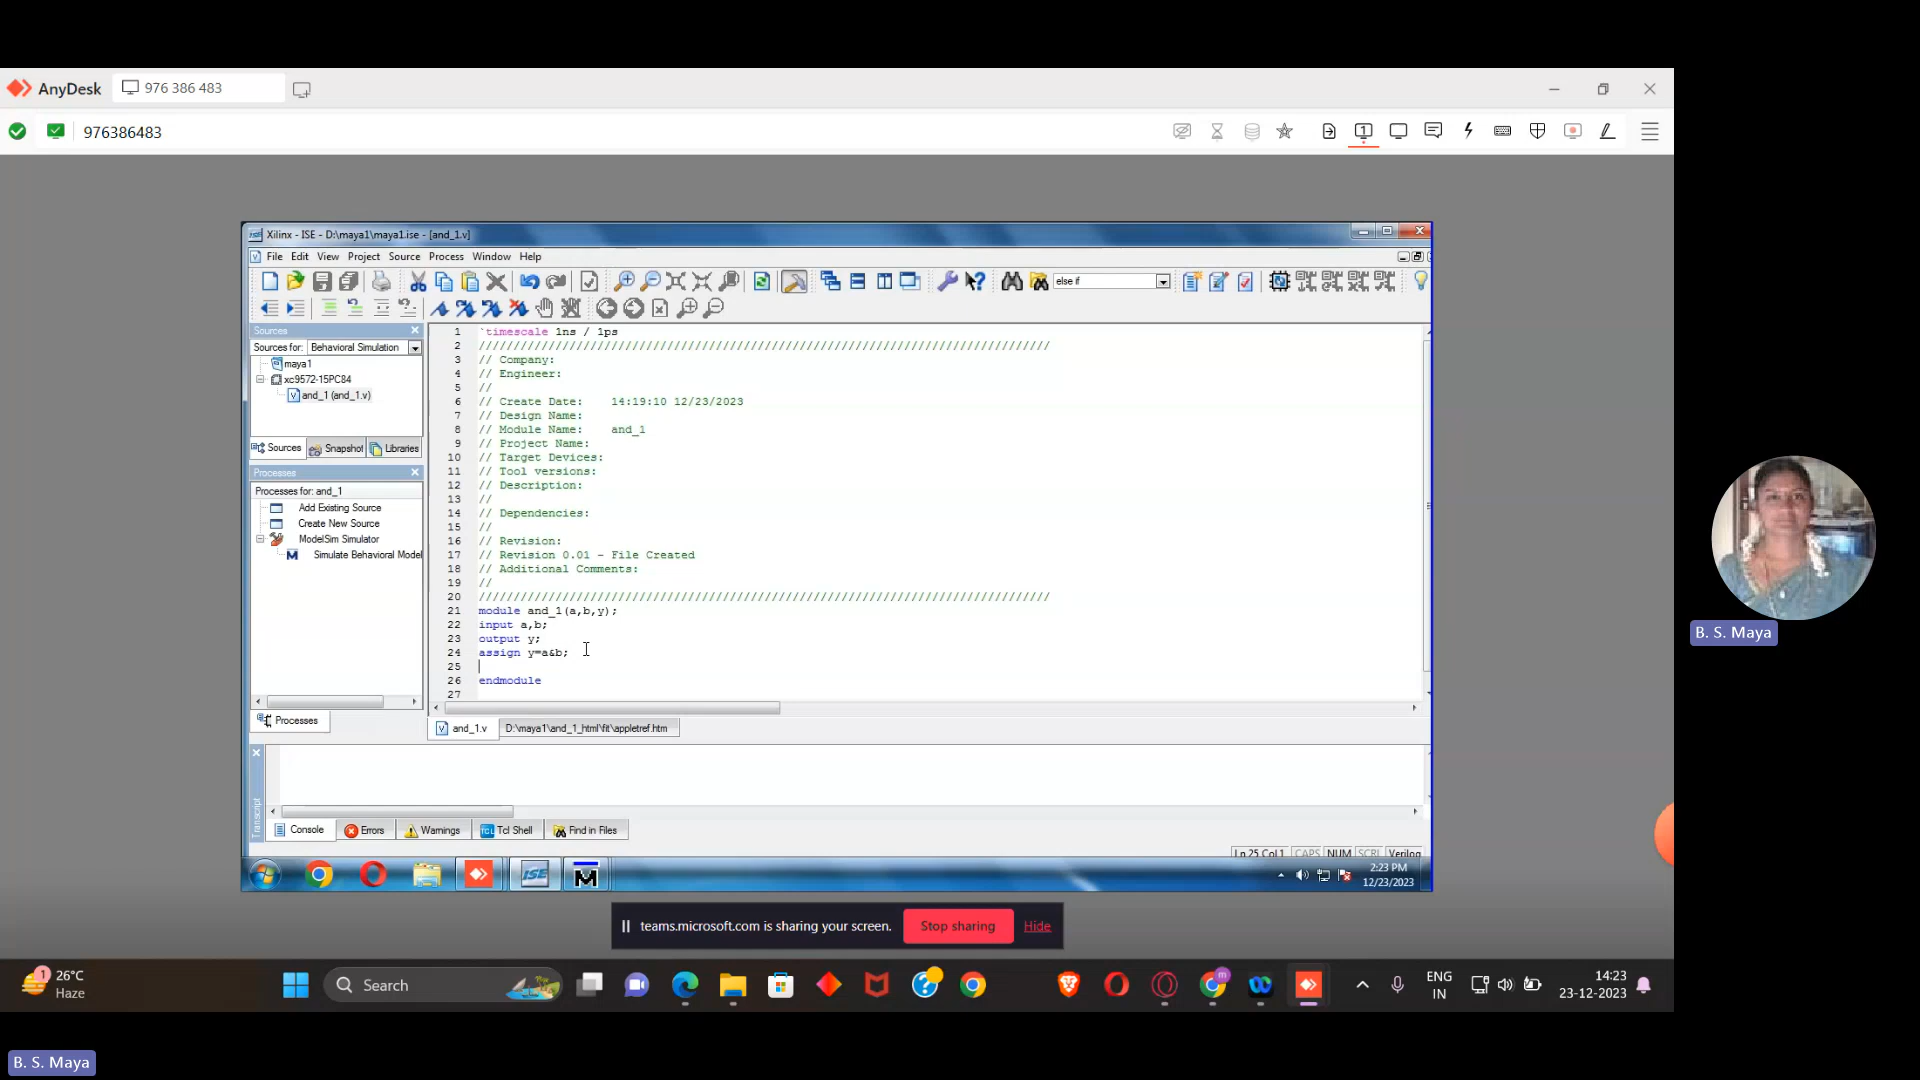 AnyDesk
976 386 483
976386483
Xilinx - ISE - D:\maya1\maya1.ise - [and_1.v]
File Edit View Project Source Process Window Help
else if
Sources
Sources for: Behavioral Simulation
maya1
xc9572-15PC84
and_1 (and_1.v)
Sources Snapshot Libraries
Processes
Processes for: and_1
Add Existing Source
Create New Source
ModelSim Simulator
Simulate Behavioral Model
Processes
1 `timescale 1ns / 1ps
2 //////////////////////////////////////////////////////////////////////////////////
3 // Company:
4 // Engineer:
5 //
6 // Create Date: 14:19:10 12/23/2023
7 // Design Name:
8 // Module Name: and_1
9 // Project Name:
10 // Target Devices:
11 // Tool versions:
12 // Description:
13 //
14 // Dependencies:
15 //
16 // Revision:
17 // Revision 0.01 - File Created
18 // Additional Comments:
19 //
20 //////////////////////////////////////////////////////////////////////////////////
21 module and_1(a,b,y);
22 input a,b;
23 output y;
24 assign y=a&b;
25
26 endmodule
27
and_1.v D:\maya1\and_1_html\fit\appletref.htm
Transcript
Console Errors Warnings Tcl Shell Find in Files
Ln 25 Col 1 CAPS NUM SCRL Verilog
2:23 PM
12/23/2023
teams.microsoft.com is sharing your screen. Stop sharing Hide
1
26°C
Haze
Search
ENG
IN
14:23
23-12-2023
B. S. Maya
B. S. Maya